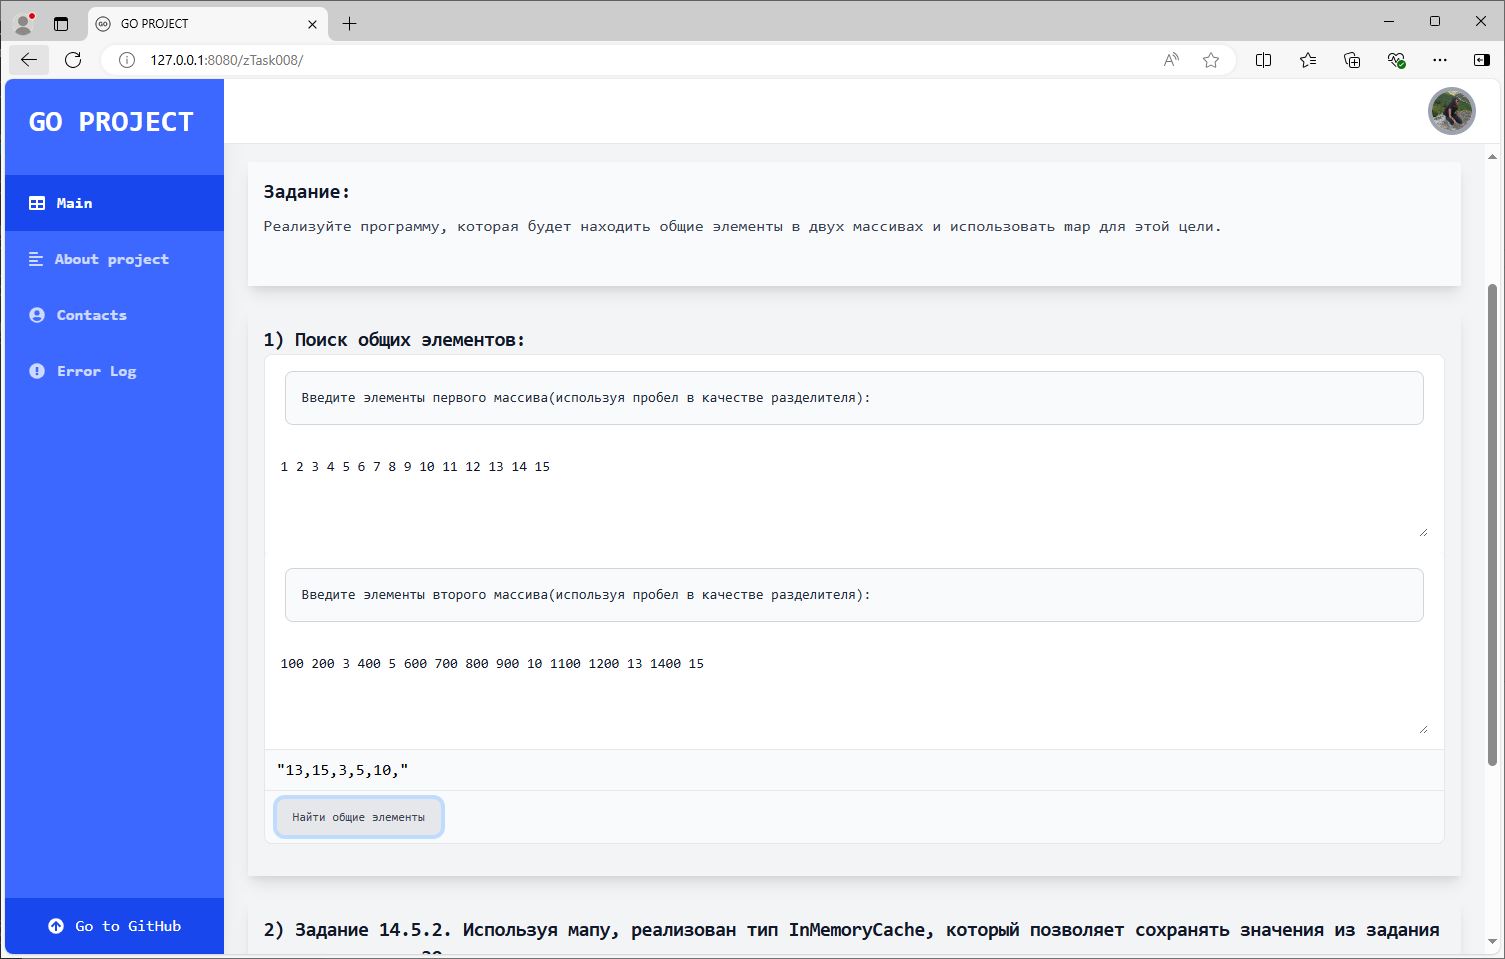 GO PROJECT
127.0.0.1:8080/zTask008/
GO PROJECT
Main
About project
Contacts
Error Log
Go to GitHub
Задание:
Реализуйте программу, которая будет находить общие элементы в двух массивах и использовать map для этой цели.
1) Поиск общих элементов:
Введите элементы первого массива(используя пробел в качестве разделителя):
1 2 3 4 5 6 7 8 9 10 11 12 13 14 15
Введите элементы второго массива(используя пробел в качестве разделителя):
100 200 3 400 5 600 700 800 900 10 1100 1200 13 1400 15
"13,15,3,5,10,"
Найти общие элементы
2) Задание 14.5.2. Используя мапу, реализован тип InMemoryCache, который позволяет сохранять значения из задания